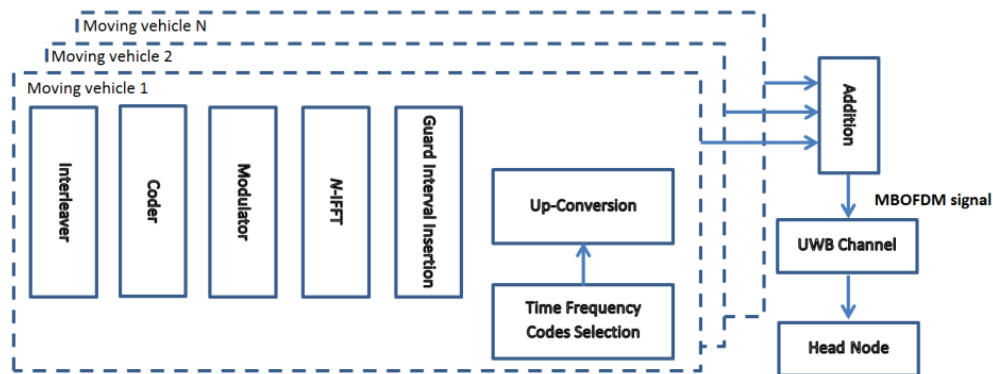 Moving vehicle N
Moving vehicle 2
Moving vehicle 1
Interleaver
Coder
Modulator
N-IFFT
Guard Interval Insertion
Up-Conversion
Time Frequency
Codes Selection
Addition
MBOFDM signal
UWB Channel
Head Node